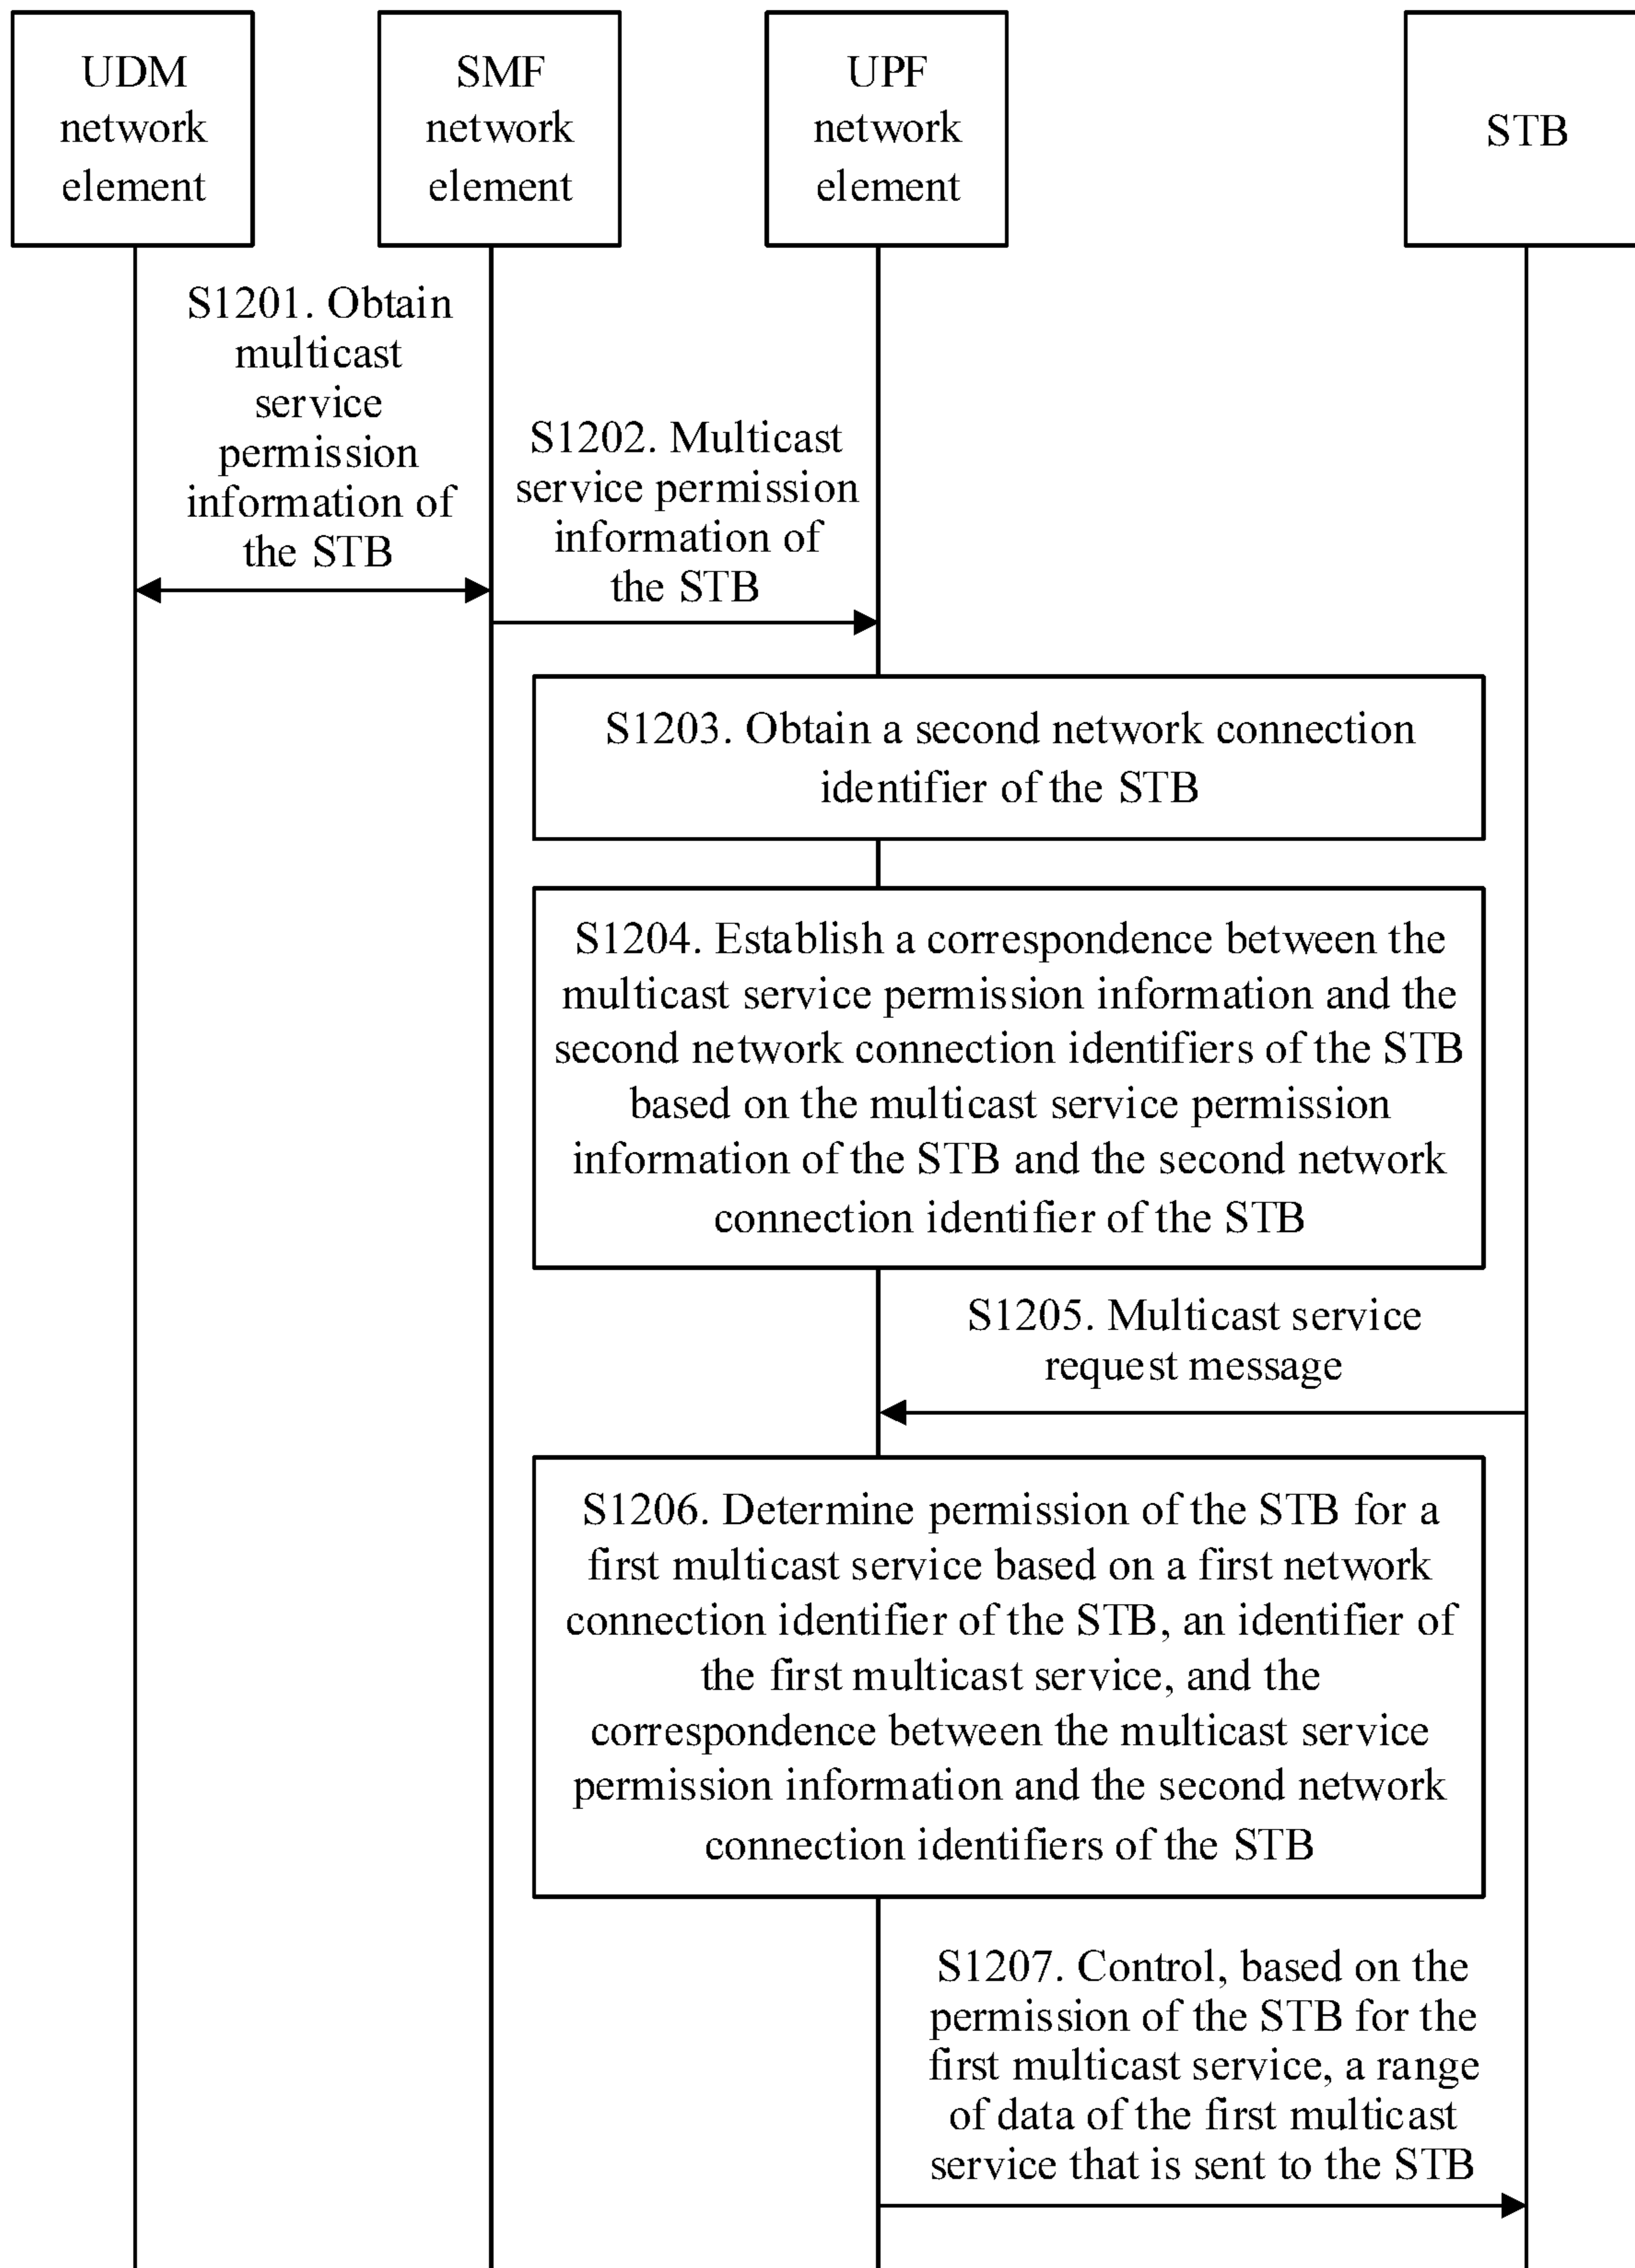 UDM
network
element
SMF
network
element
UPF
network
element
STB
S1201. Obtain
multicast
service
permission
information of
the STB
S1202. Multicast
service permission
information of
the STB
S1203. Obtain a second network connection
identifier of the STB
S1204. Establish a correspondence between the
multicast service permission information and the
second network connection identifiers of the STB
based on the multicast service permission
information of the STB and the second network
connection identifier of the STB
S1205. Multicast service
request message
S1206. Determine permission of the STB for a
first multicast service based on a first network
connection identifier of the STB, an identifier of
the first multicast service, and the
correspondence between the multicast service
permission information and the second network
connection identifiers of the STB
S1207. Control, based on the
permission of the STB for the
first multicast service, a range
of data of the first multicast
service that is sent to the STB